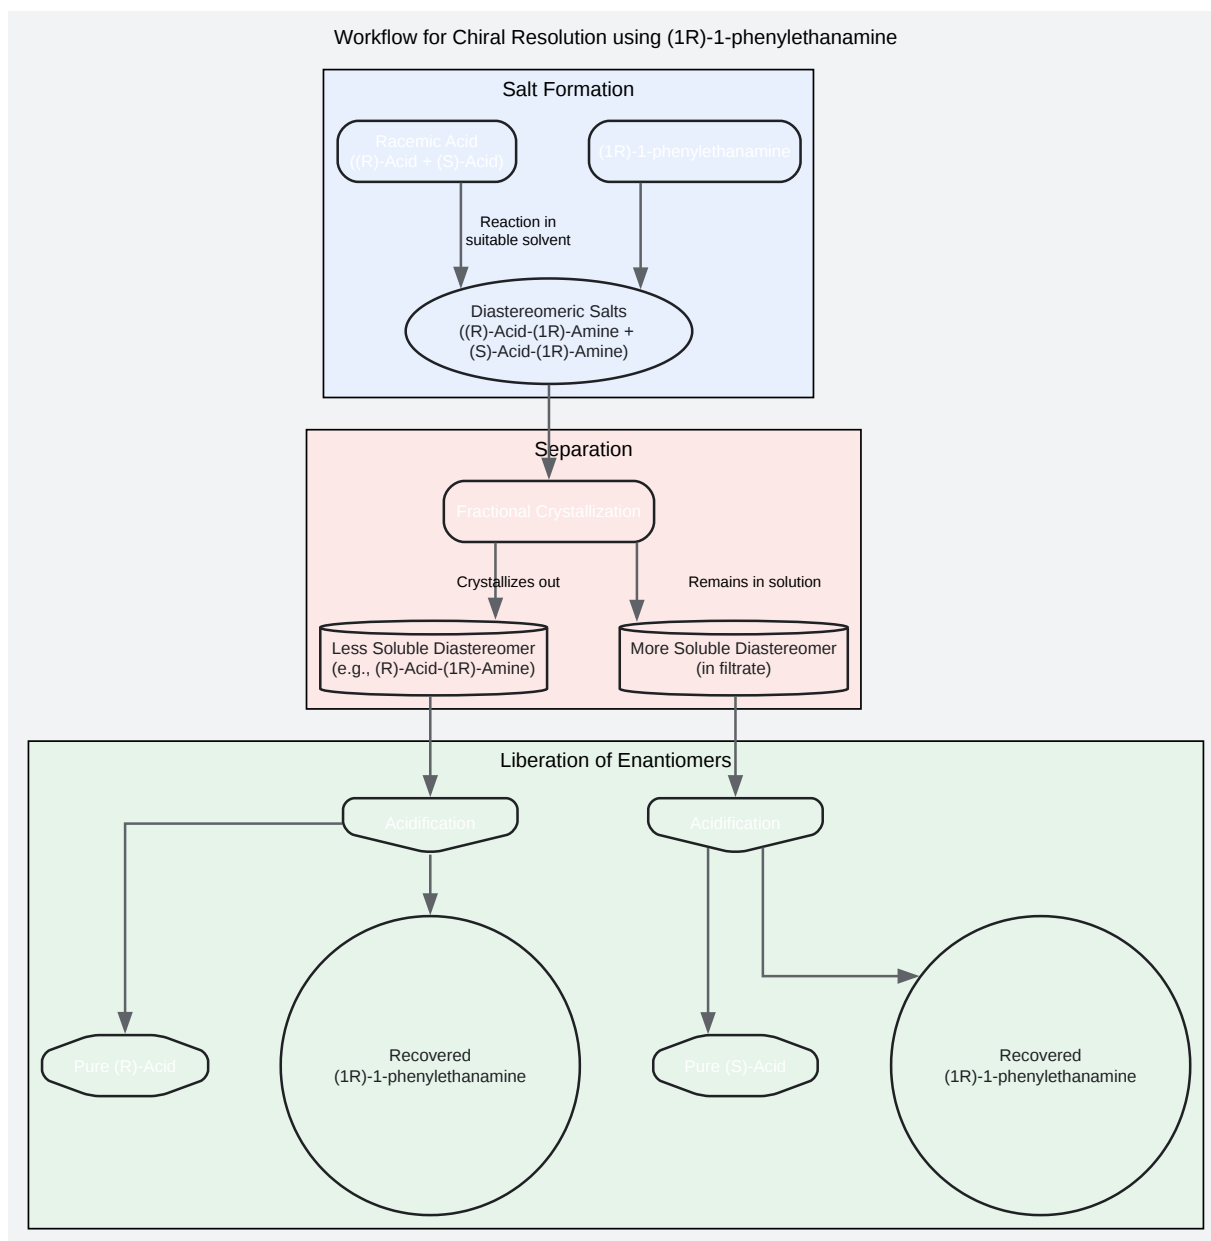 Workflow for Chiral Resolution using (1R)-1-phenylethanamine
Salt Formation
Racemic Acid
((R)-Acid + (S)-Acid)
(1R)-1-phenylethanamine
Reaction in
suitable solvent
Diastereomeric Salts
((R)-Acid-(1R)-Amine +
(S)-Acid-(1R)-Amine)
Separation
Fractional Crystallization
Crystallizes out
Remains in solution
Less Soluble Diastereomer
(e.g., (R)-Acid-(1R)-Amine)
More Soluble Diastereomer
(in filtrate)
Liberation of Enantiomers
Acidification
Acidification
Pure (R)-Acid
Recovered
(1R)-1-phenylethanamine
Pure (S)-Acid
Recovered
(1R)-1-phenylethanamine